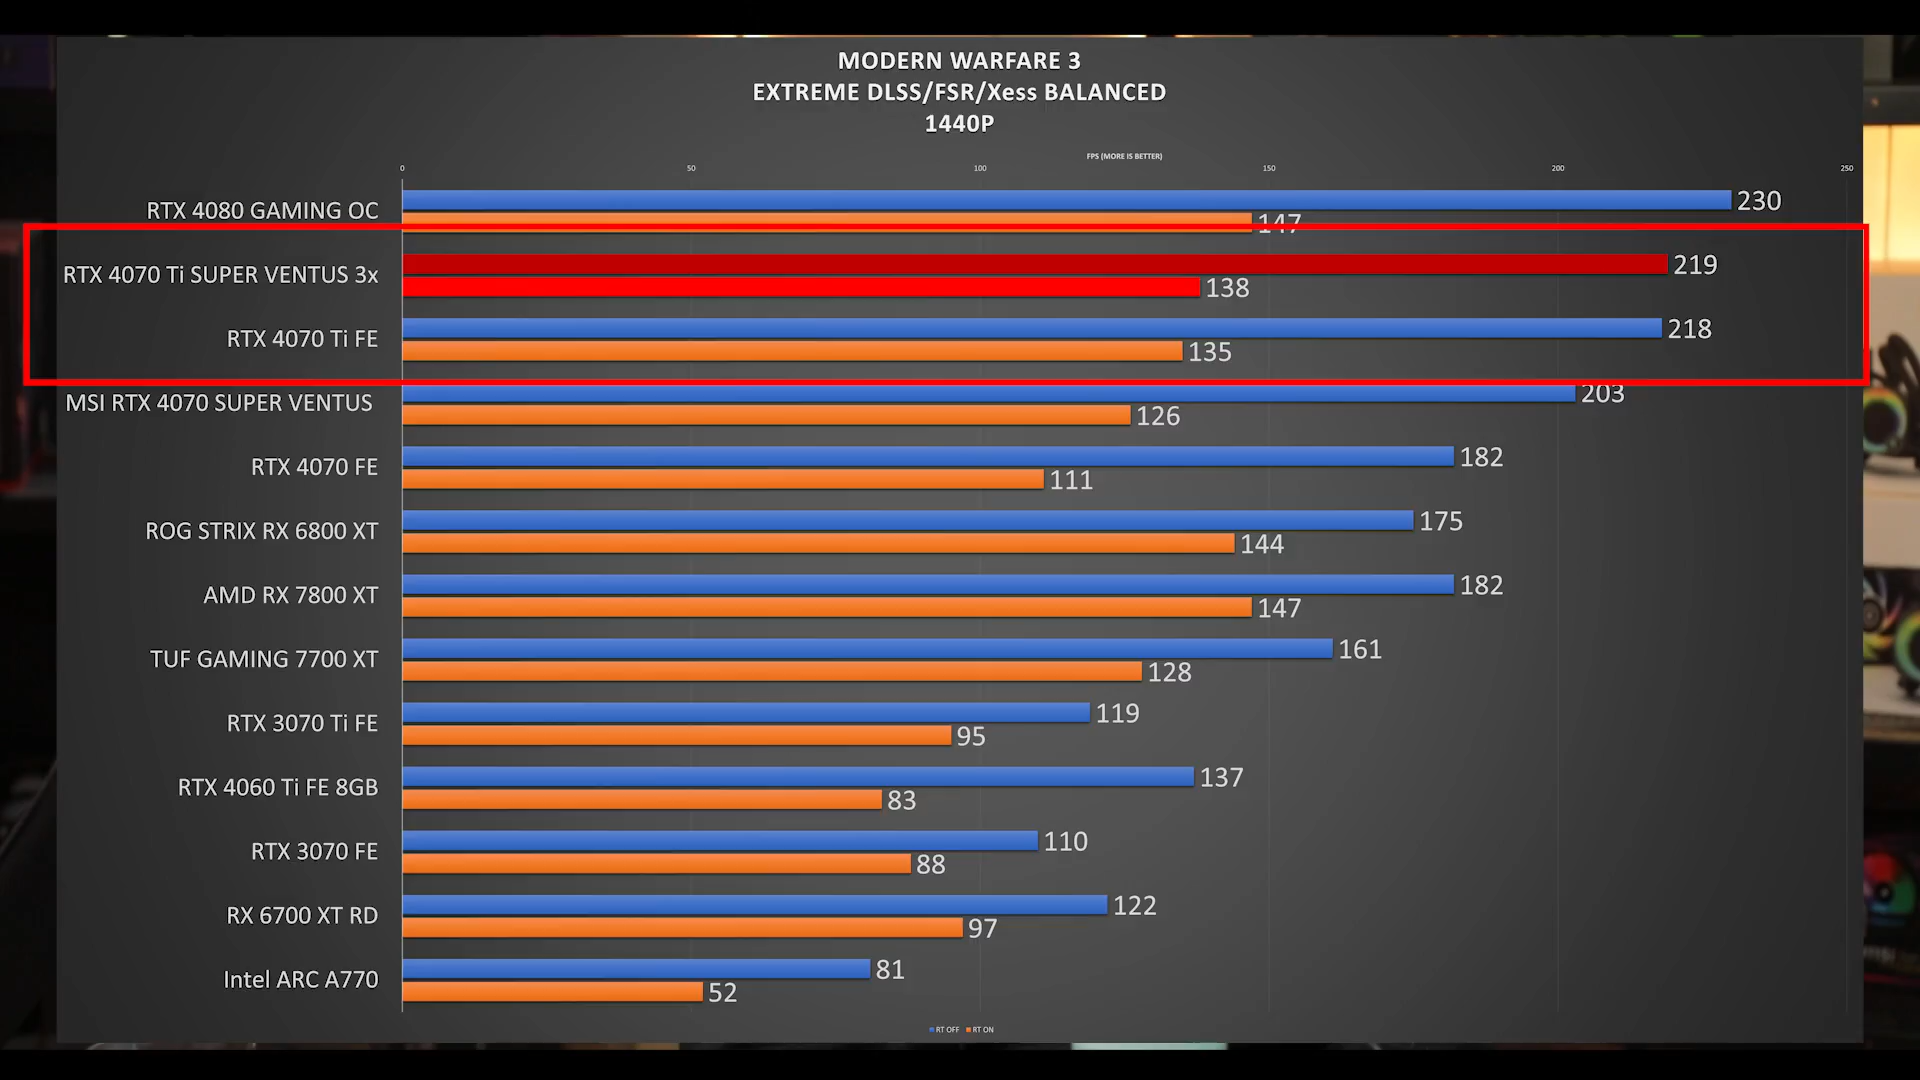 MODERN WARFARE 3
EXTREME DLSS/FSR/Xess BALANCED
1440P
FPS (MORE IS BETTER)
0 50 100 150 200 250
RTX 4080 GAMING OC 230
147
RTX 4070 Ti SUPER VENTUS 3x 219
138
RTX 4070 Ti FE 218
135
MSI RTX 4070 SUPER VENTUS 203
126
RTX 4070 FE 182
111
ROG STRIX RX 6800 XT 175
144
AMD RX 7800 XT 182
147
TUF GAMING 7700 XT 161
128
RTX 3070 Ti FE 119
95
RTX 4060 Ti FE 8GB 137
83
RTX 3070 FE 110
88
RX 6700 XT RD 122
97
Intel ARC A770 81
52
RT OFF RT ON